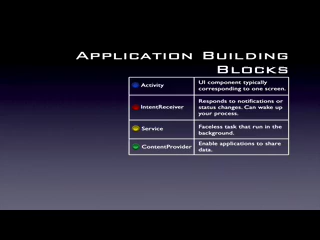 Application Building
Blocks
Activity
UI component typically
corresponding to one screen.
IntentReceiver
Responds to notifications or
status changes. Can wake up
your process.
Service
Faceless task that run in the
background.
ContentProvider
Enable applications to share
data.